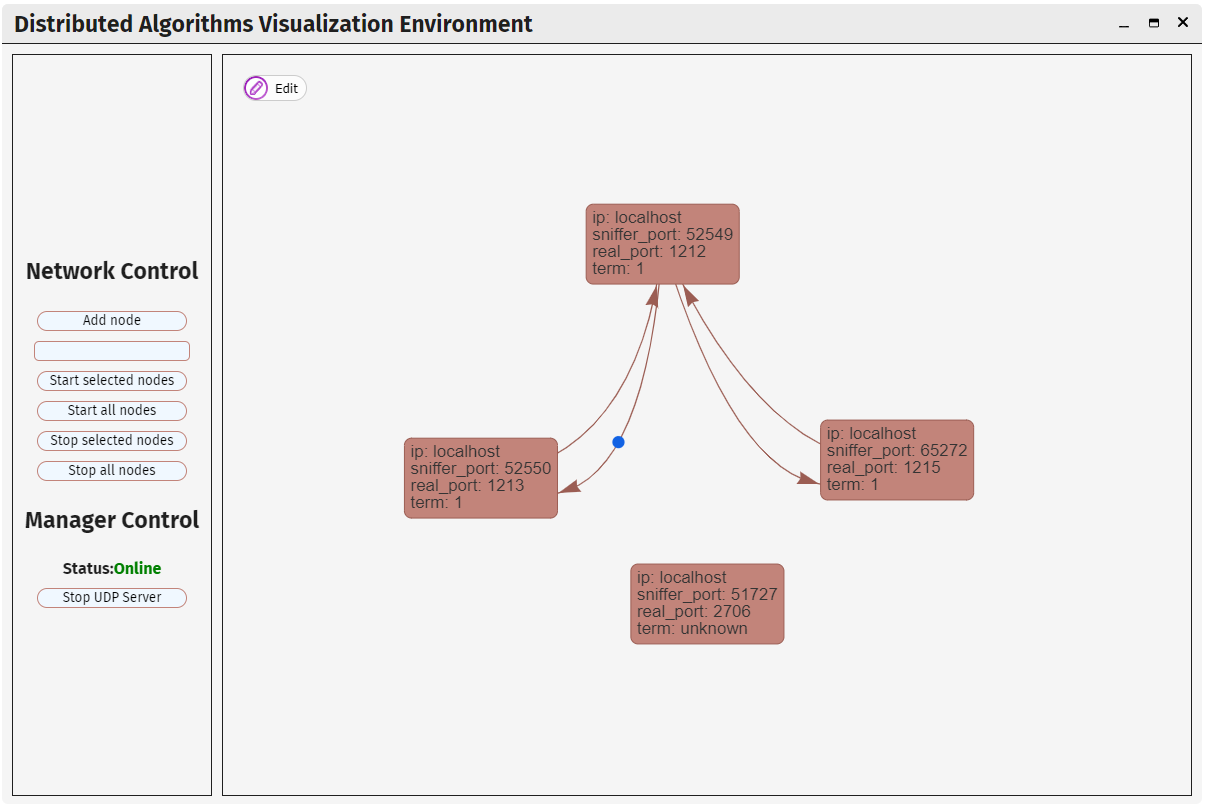 Distributed Algorithms Visualization Environment
Edit
Network Control
Add node
Start selected nodes
Start all nodes
Stop selected nodes
Stop all nodes
Manager Control
Status:Online
Stop UDP Server
ip: localhost
sniffer_port: 52549
real_port: 1212
term: 1
ip: localhost
sniffer_port: 52550
real_port: 1213
term: 1
ip: localhost
sniffer_port: 65272
real_port: 1215
term: 1
ip: localhost
sniffer_port: 51727
real_port: 2706
term: unknown